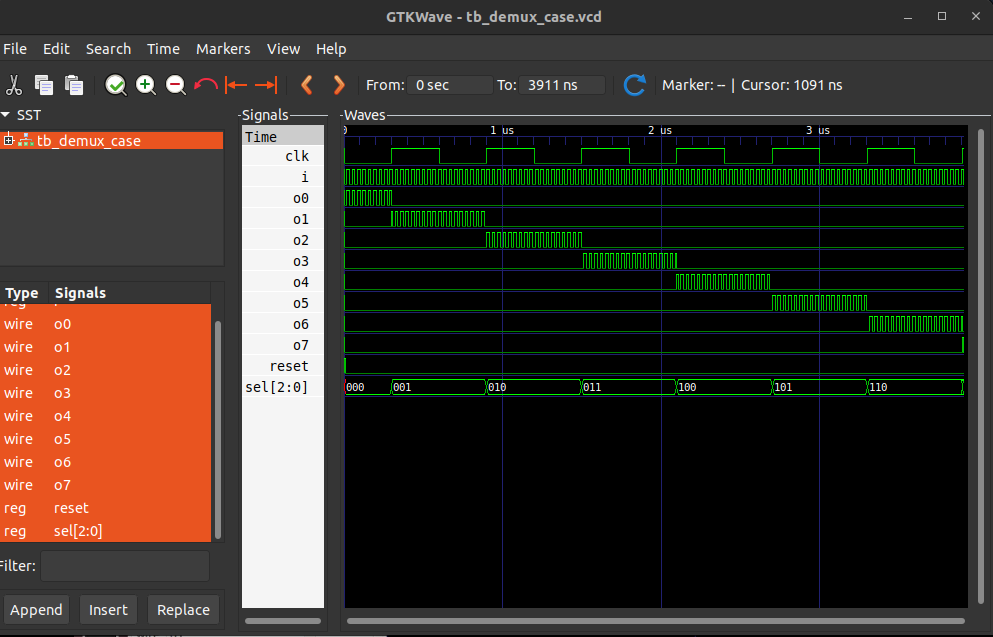 GTKWave - tb_demux_case.vcd
File Edit Search Time Markers View Help
From: 0 sec To: 3911 ns Marker: -- | Cursor: 1091 ns
SST
tb_demux_case
Type Signals
wire o0
wire o1
wire o2
wire o3
wire o4
wire o5
wire o6
wire o7
reg reset
reg sel[2:0]
Filter:
Append Insert Replace
Signals
Time
clk
i
o0
o1
o2
o3
o4
o5
o6
o7
reset
sel[2:0]
Waves
0 1 us 2 us 3 us
000 001 010 011 100 101 110